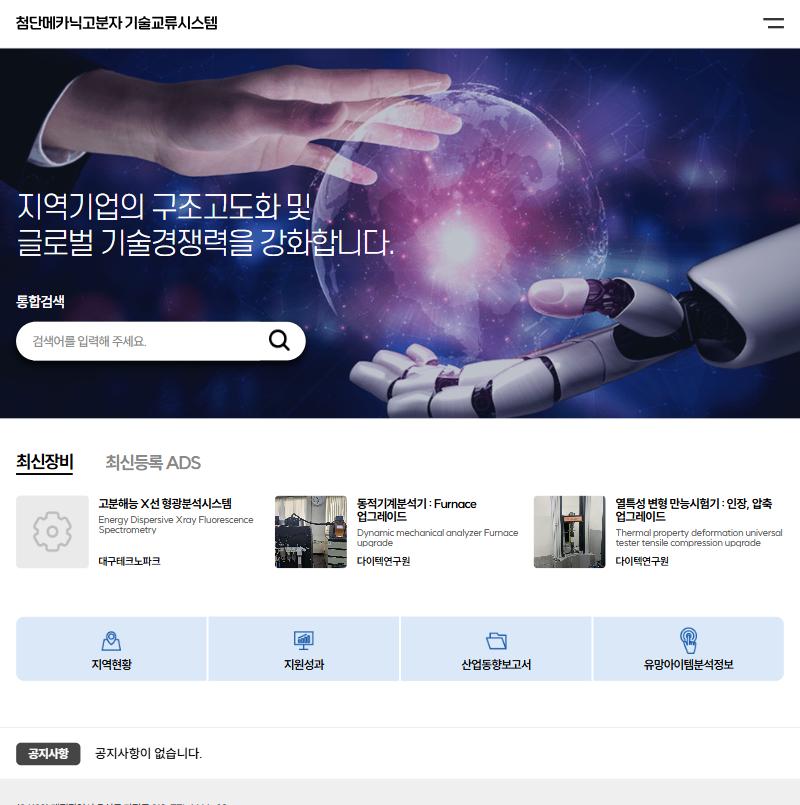 첨단메카닉고분자 기술교류시스템
지역기업의 구조고도화 및
글로벌 기술경쟁력을 강화합니다.
통합검색
검색어를 입력해 주세요.
최신장비
최신등록 ADS
고분해능 X선 형광분석시스템
Energy Dispersive Xray Fluorescence
Spectrometry
대구테크노파크
동적기계분석기 : Furnace
업그레이드
Dynamic mechanical analyzer Furnace
upgrade
다이텍연구원
열특성 변형 만능시험기 : 인장, 압축
업그레이드
Thermal property deformation universal
tester tensile compression upgrade
다이텍연구원
지역현황
지원성과
산업동향보고서
유망아이템분석정보
공지사항
공지사항이 없습니다.